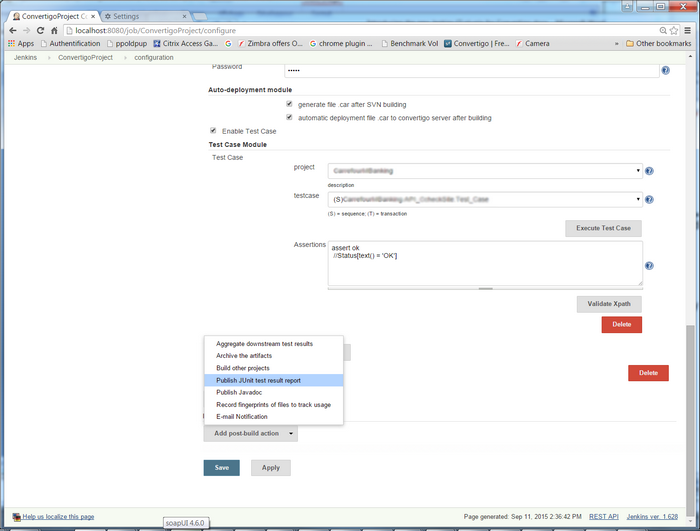 ConvertigoProject Co
Settings
localhost:8080/job/ConvertigoProject/configure
Apps
Authentification
ppoldpup
Citrix Access Ga...
Zimbra offers O...
chrome plugin ...
Benchmark Vol
Convertigo | Fre...
Camera
»
Other bookmarks
Jenkins
ConvertigoProject
configuration
Password
•••••
Auto-deployment module
generate file .car after SVN building
automatic deployment file .car to convertigo server after building
Enable Test Case
Test Case Module
Test Case
project
description
testcase
(S)
(S) = sequence; (T) = transaction
Execute Test Case
Assertions
assert ok
//Status[text() = 'OK']
Validate Xpath
Delete
Aggregate downstream test results
Archive the artifacts
Build other projects
Delete
Publish JUnit test result report
Publish Javadoc
Record fingerprints of files to track usage
E-mail Notification
Add post-build action
Save
Apply
Help us localize this page
Page generated: Sep 11, 2015 2:36:42 PM
REST API
Jenkins ver. 1.628
soapUI 4.6.0